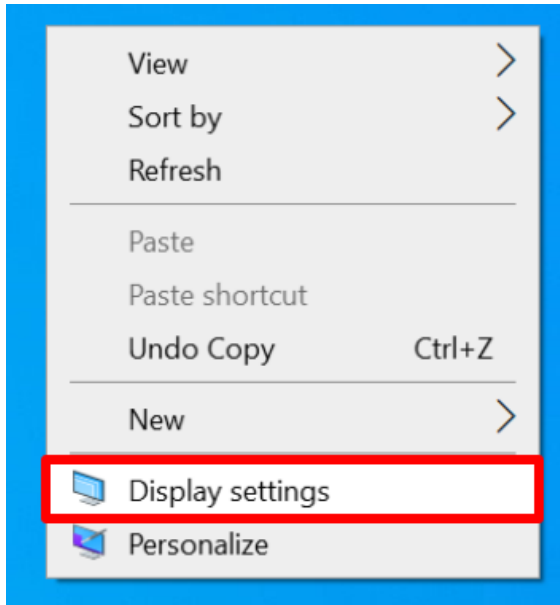 View
Sort by
Refresh
Paste
Paste shortcut
Undo Copy Ctrl+Z
New
Display settings
Personalize